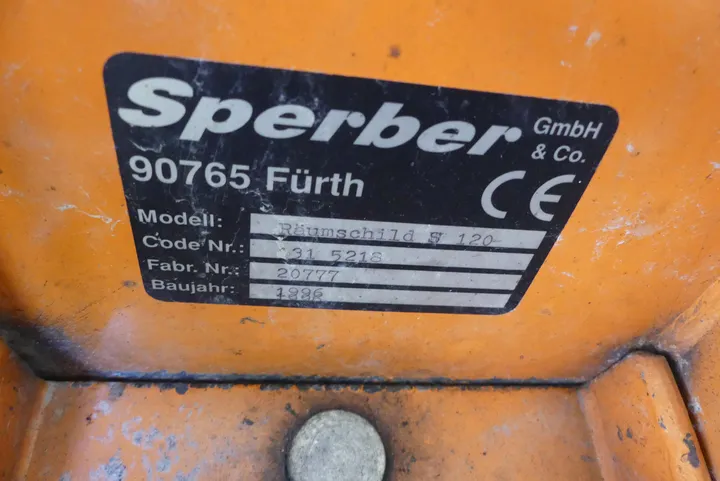 Sperber GmbH & Co.
90765 Fürth
CE
Modell: Räumschild S 120
Code Nr.: 31 5218
Fabr. Nr.: 20777
Baujahr: 1996